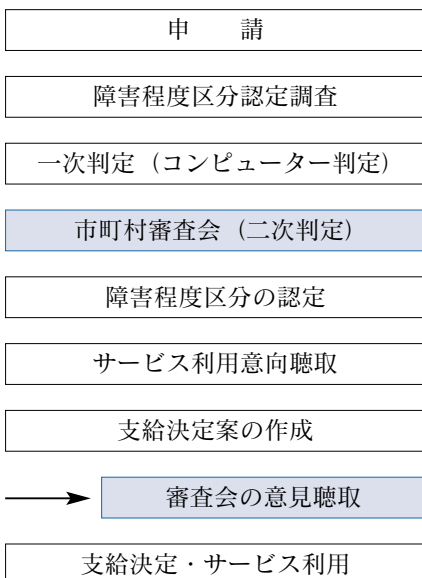 申　　請
障害程度区分認定調査
一次判定（コンピューター判定）
市町村審査会（二次判定）
障害程度区分の認定
サービス利用意向聴取
支給決定案の作成
審査会の意見聴取
支給決定・サービス利用